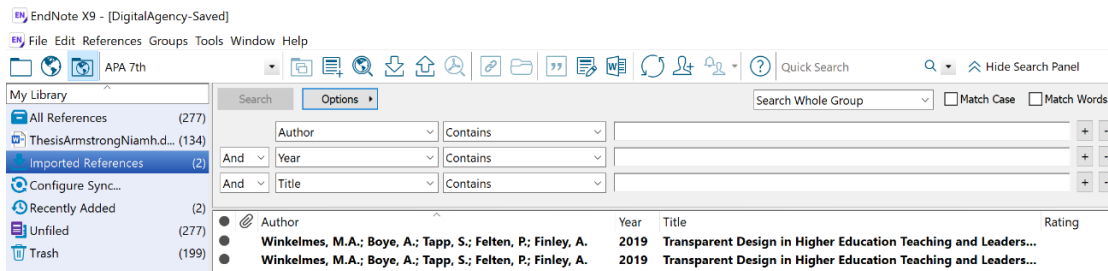 EN EndNote X9 - [DigitalAgency-Saved]
EN File Edit References Groups Tools Window Help
APA 7th Quick Search Hide Search Panel
My Library
All References (277)
ThesisArmstrongNiamh.d... (134)
Imported References (2)
Configure Sync...
Recently Added (2)
Unfiled (277)
Trash (199)
Search Options Search Whole Group Match Case Match Words
Author Contains + -
And Year Contains + -
And Title Contains + -
Author Year Title Rating
Winkelmes, M.A.; Boye, A.; Tapp, S.; Felten, P.; Finley, A. 2019 Transparent Design in Higher Education Teaching and Leaders...
Winkelmes, M.A.; Boye, A.; Tapp, S.; Felten, P.; Finley, A. 2019 Transparent Design in Higher Education Teaching and Leaders...